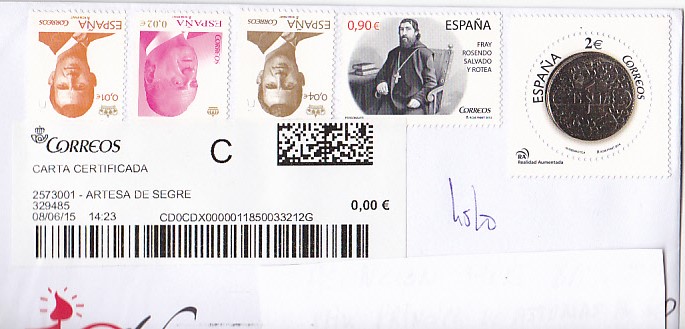 0,01€ ESPAÑA CORREOS
0,02€ ESPAÑA CORREOS
0,04€ ESPAÑA CORREOS
0,90€ ESPAÑA
FRAY
ROSENDO
SALVADO
Y ROTEA
CORREOS
ESPAÑA
2€
CORREOS
RA
Realidad Aumentada
CORREOS
C
CARTA CERTIFICADA
2573001 - ARTESA DE SEGRE
329485
08/06/15 14:23 CD0CDX0000011850033212G
0,00 €